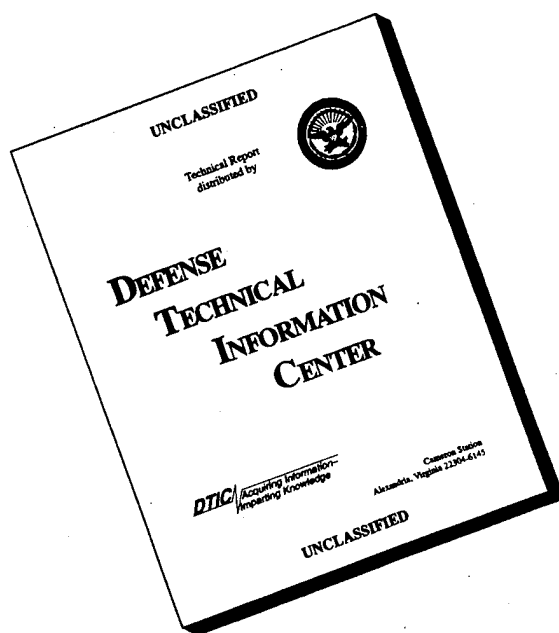 UNCLASSIFIED
Technical Report
distributed by
DEFENSE
TECHNICAL
INFORMATION
CENTER
DTIC Acquiring Information–
Imparting Knowledge
Cameron Station
Alexandria, Virginia 22304-6145
UNCLASSIFIED